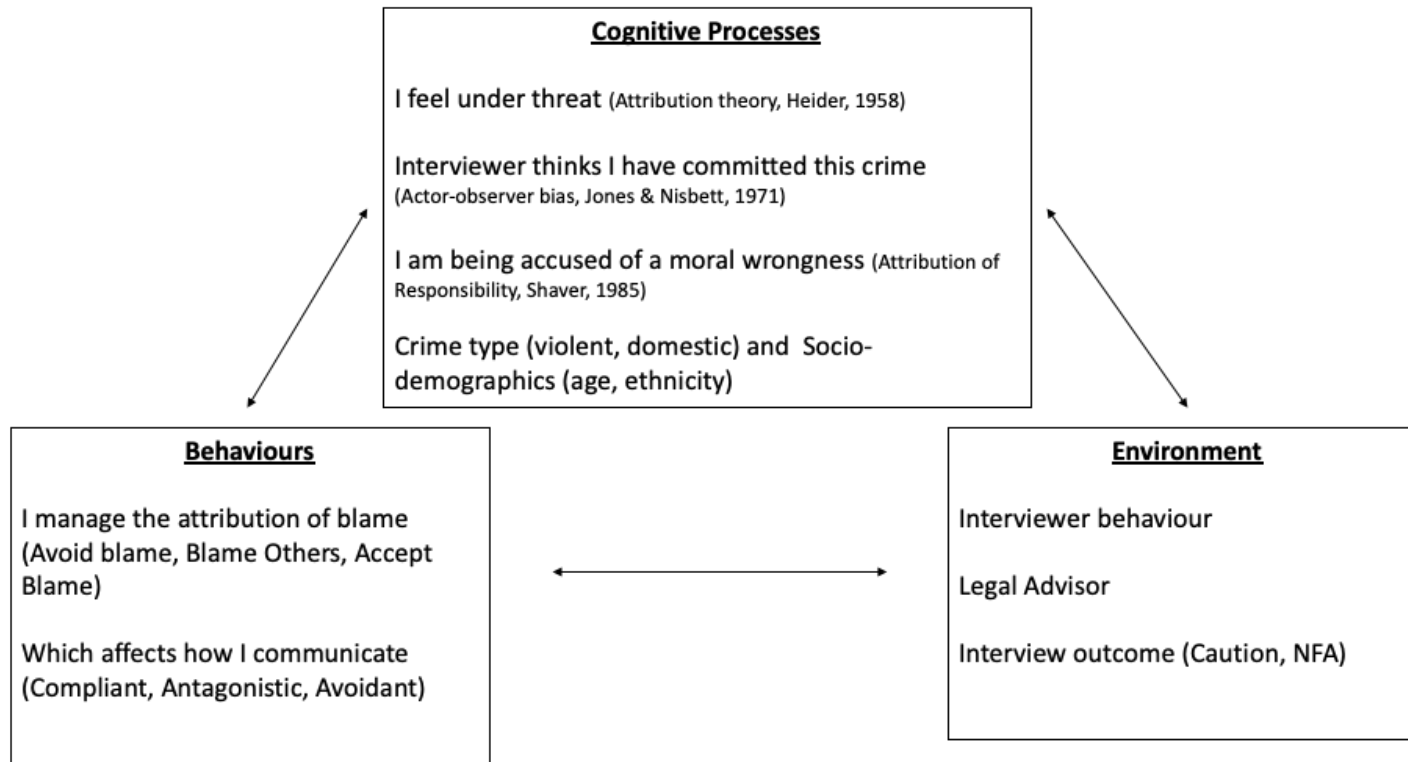 Cognitive Processes
I feel under threat (Attribution theory, Heider, 1958)
Interviewer thinks I have committed this crime
(Actor-observer bias, Jones & Nisbett, 1971)
I am being accused of a moral wrongness (Attribution of
Responsibility, Shaver, 1985)
Crime type (violent, domestic) and Socio-
demographics (age, ethnicity)
Behaviours
I manage the attribution of blame
(Avoid blame, Blame Others, Accept
Blame)
Which affects how I communicate
(Compliant, Antagonistic, Avoidant)
Environment
Interviewer behaviour
Legal Advisor
Interview outcome (Caution, NFA)